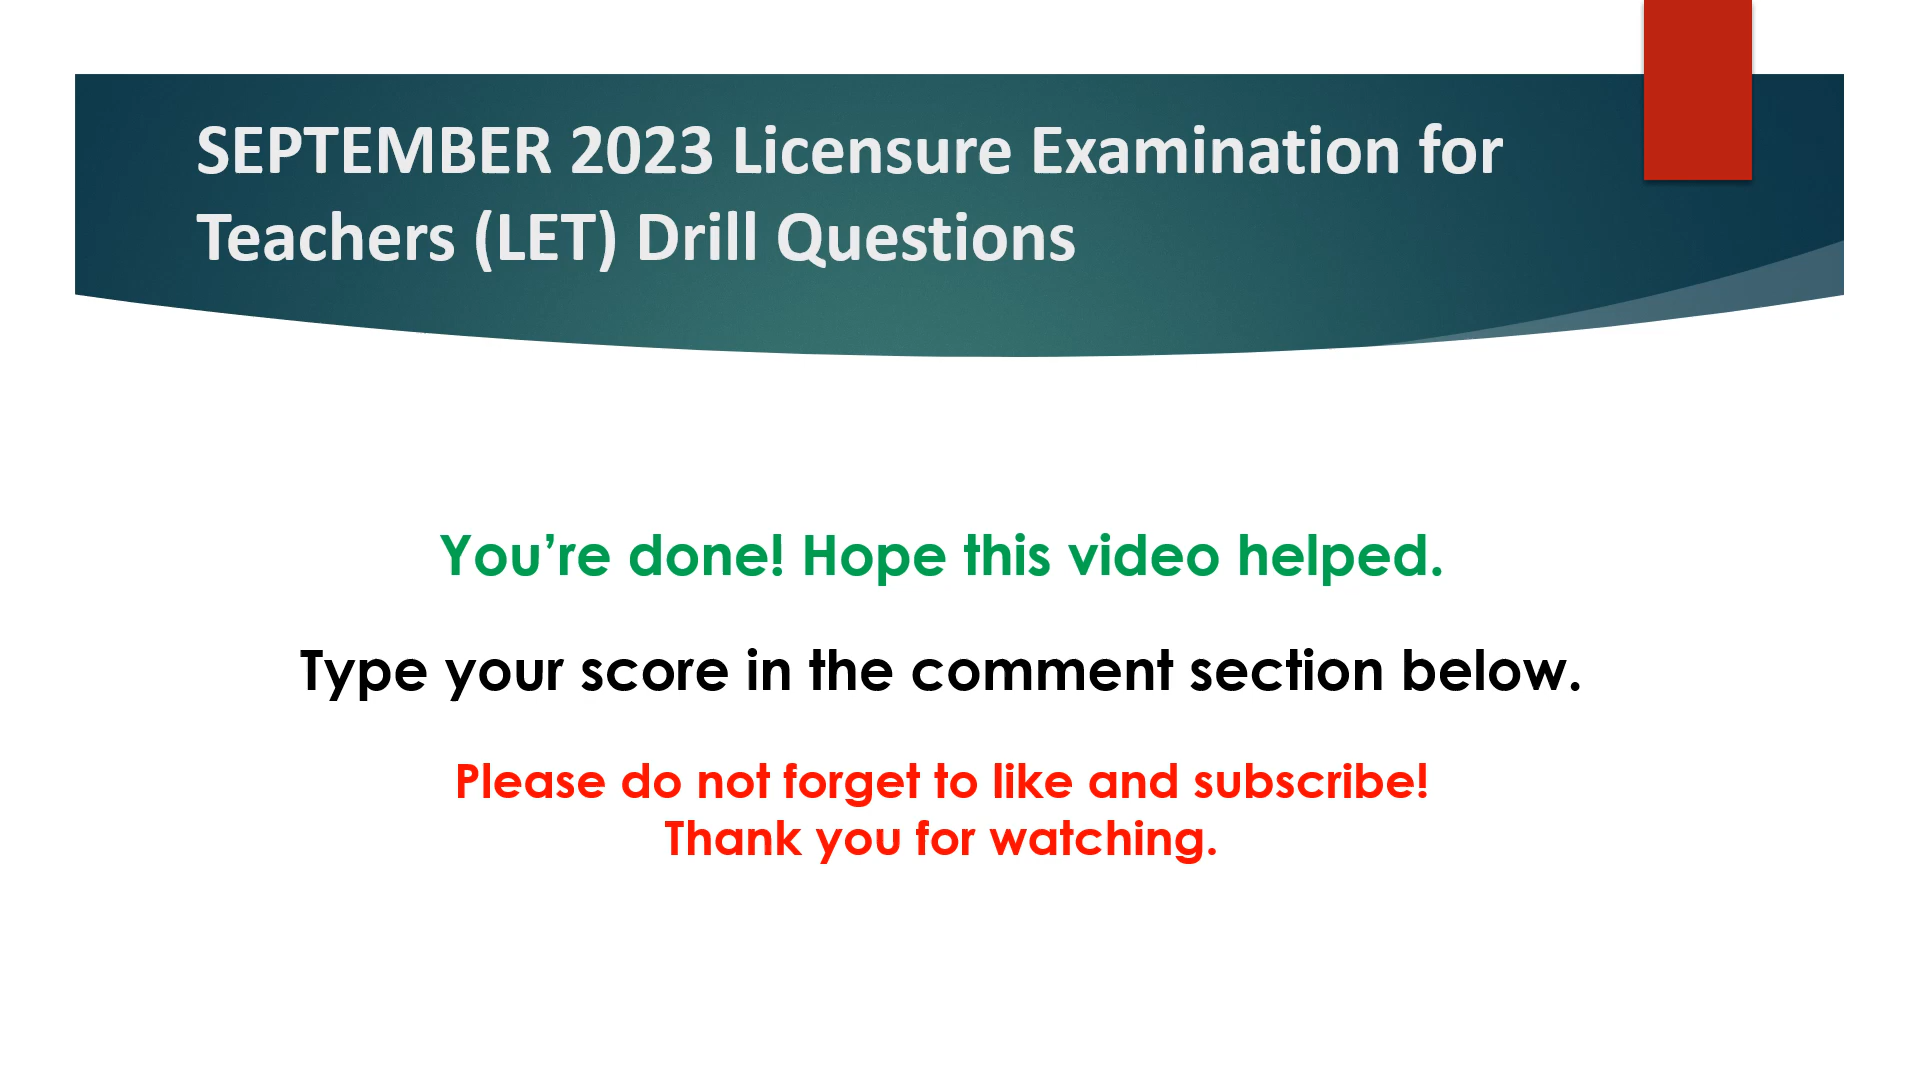 SEPTEMBER 2023 Licensure Examination for
Teachers (LET) Drill Questions
You’re done! Hope this video helped.
Type your score in the comment section below.
Please do not forget to like and subscribe!
Thank you for watching.